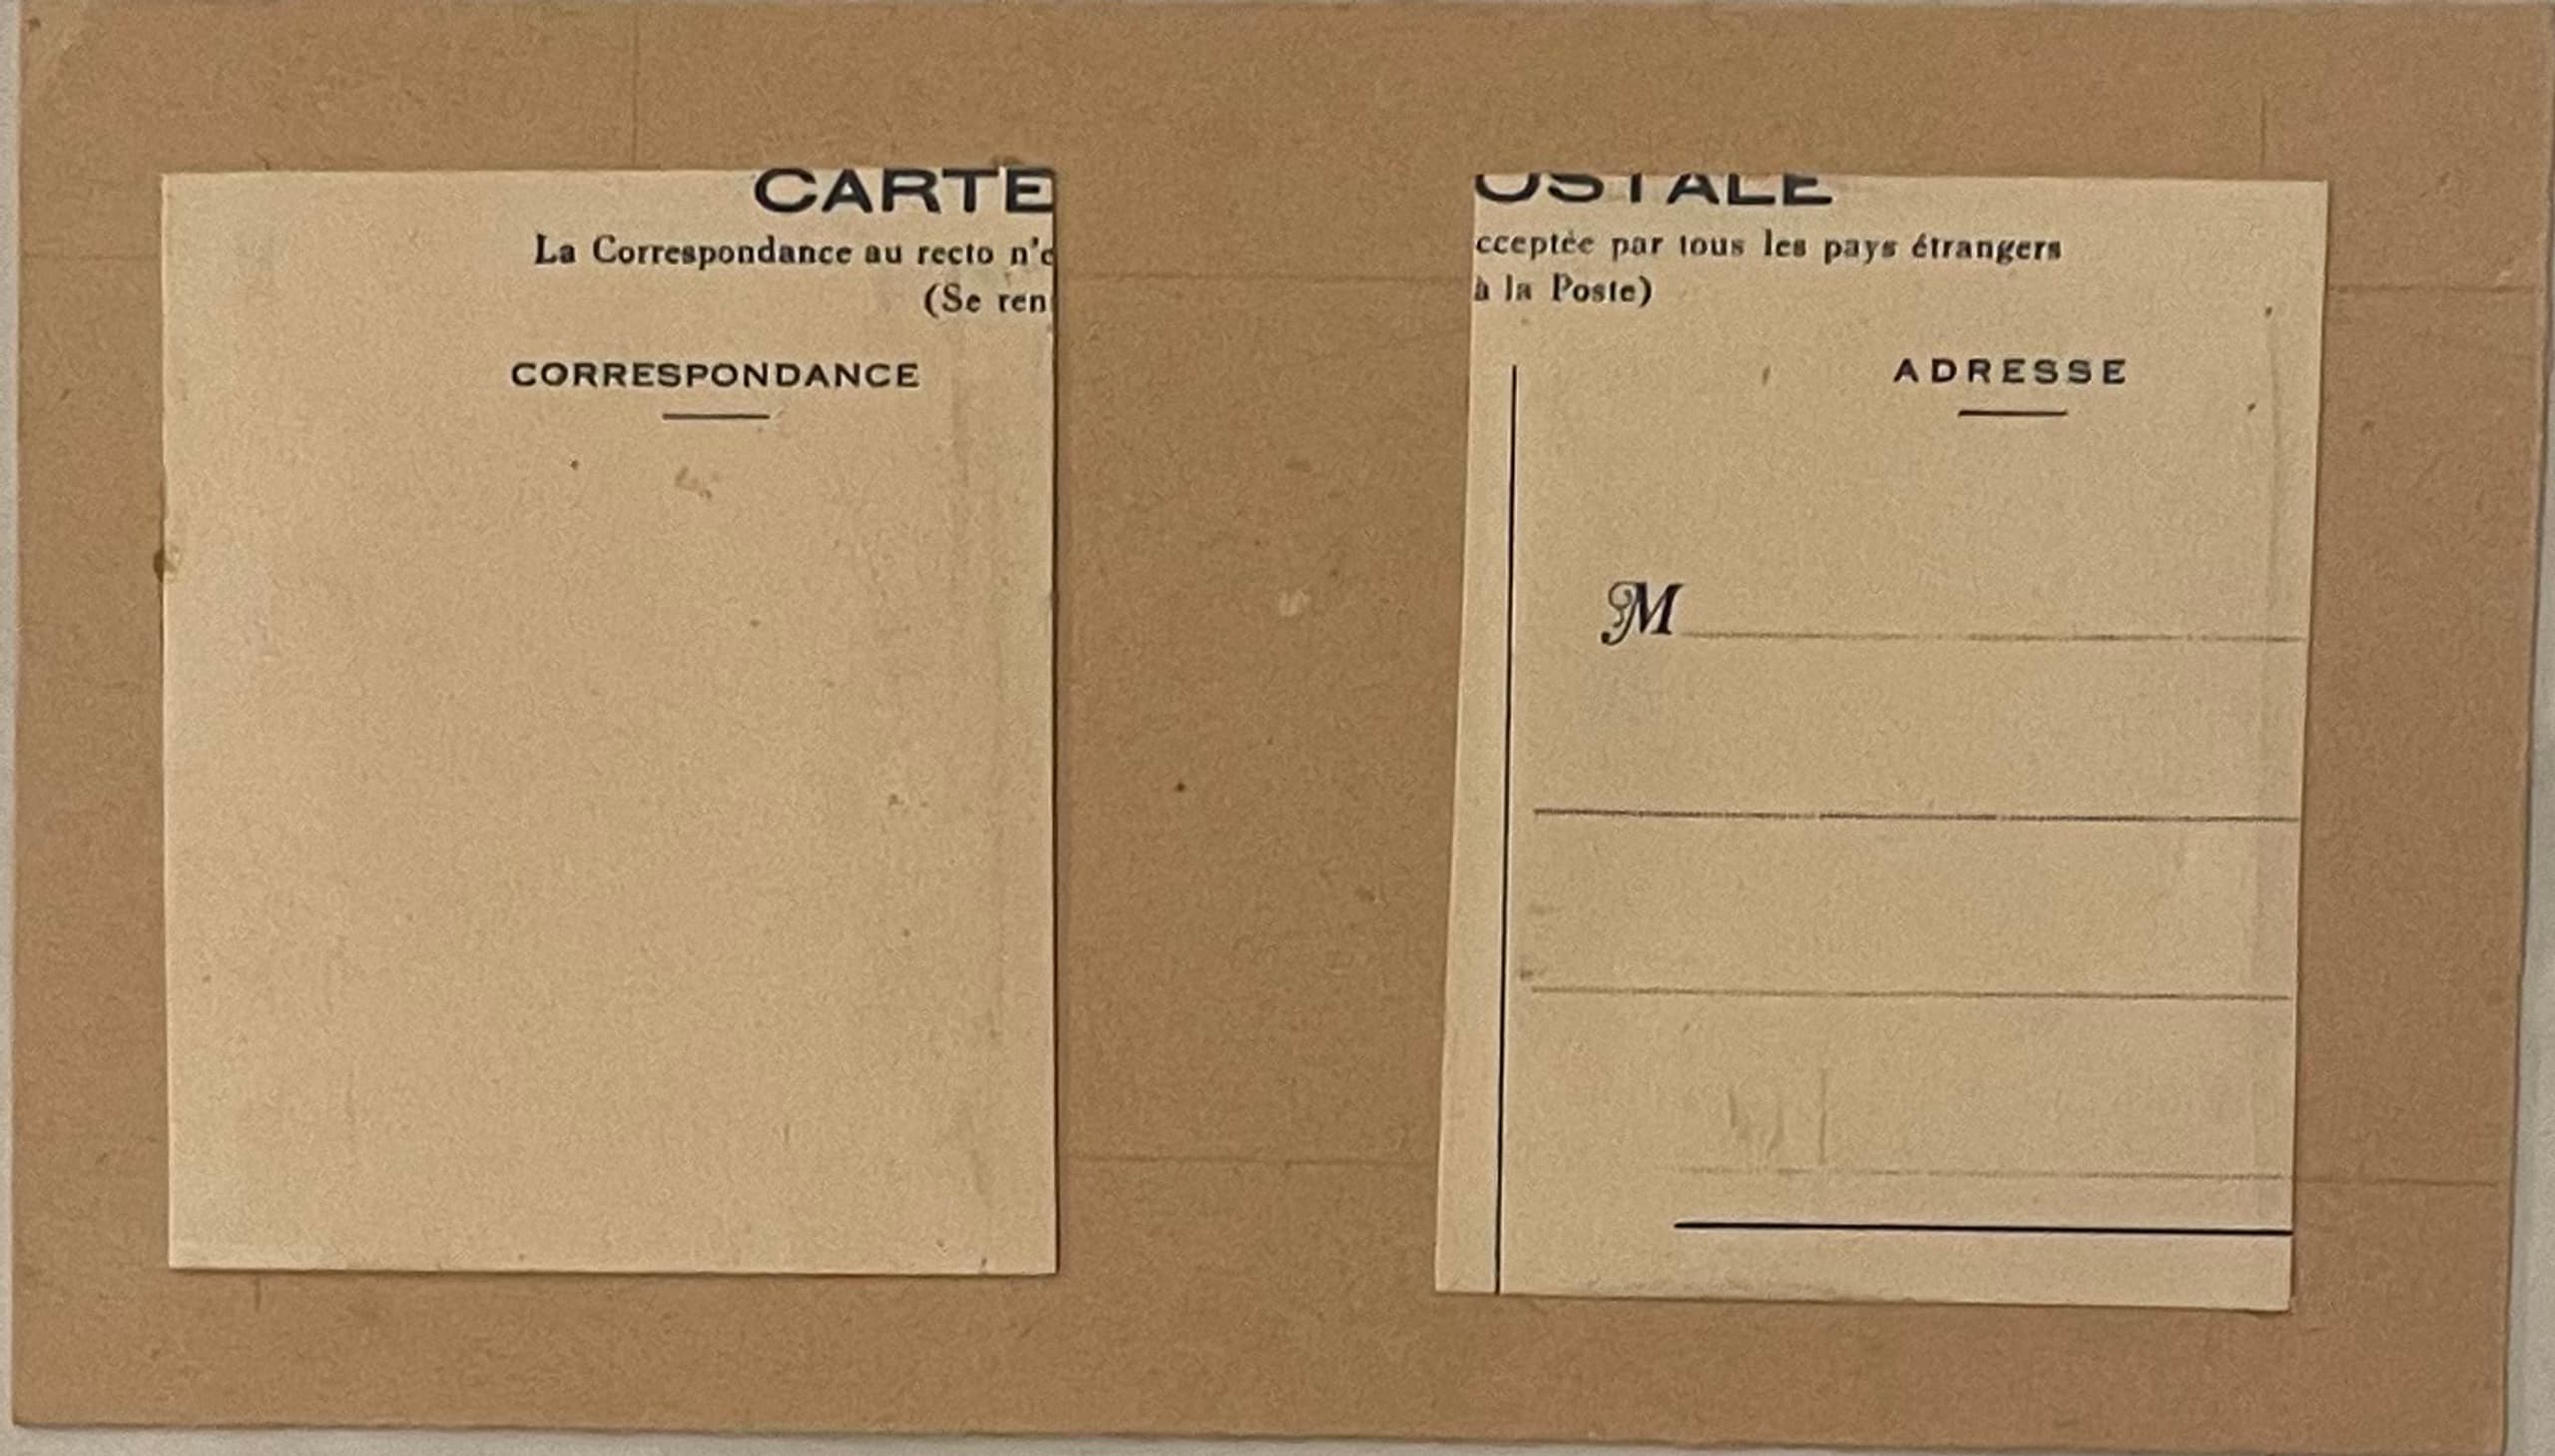 CARTE
La Correspondance au recto n'e
(Se ren
CORRESPONDANCE
OSTALE
cceptée par tous les pays étrangers
à la Poste)
ADRESSE
M